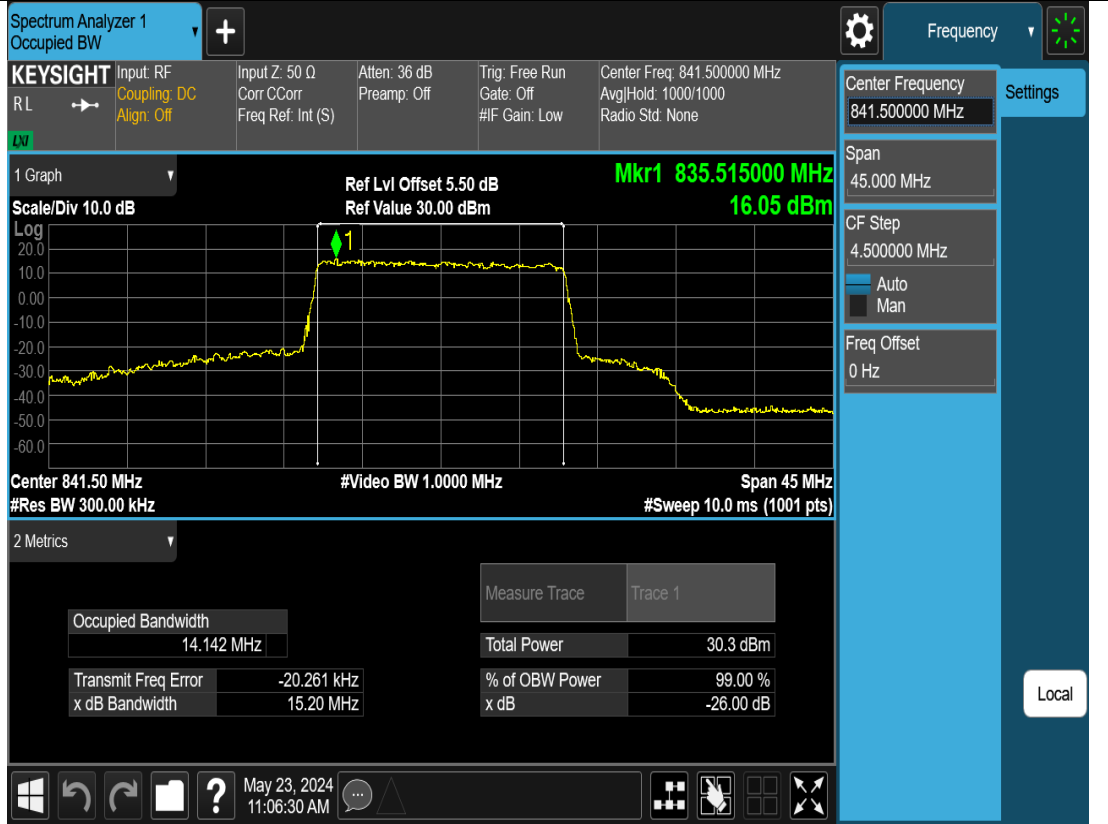 Spectrum Analyzer 1
Occupied BW
+
Frequency
KEYSIGHT
RL
LXI
Input: RF
Coupling: DC
Align: Off
Input Z: 50 Ω
Corr CCorr
Freq Ref: Int (S)
Atten: 36 dB
Preamp: Off
Trig: Free Run
Gate: Off
#IF Gain: Low
Center Freq: 841.500000 MHz
Avg|Hold: 1000/1000
Radio Std: None
Center Frequency
841.500000 MHz
Settings
Span
45.000 MHz
CF Step
4.500000 MHz
Auto
Man
Freq Offset
0 Hz
Local
1 Graph
Scale/Div 10.0 dB
Ref Lvl Offset 5.50 dB
Ref Value 30.00 dBm
Mkr1 835.515000 MHz
16.05 dBm
Log
1
20.0
10.0
0.00
-10.0
-20.0
-30.0
-40.0
-50.0
-60.0
Center 841.50 MHz
#Video BW 1.0000 MHz
Span 45 MHz
#Res BW 300.00 kHz
#Sweep 10.0 ms (1001 pts)
2 Metrics
Measure Trace Trace 1
Occupied Bandwidth
14.142 MHz
Total Power 30.3 dBm
Transmit Freq Error -20.261 kHz
% of OBW Power 99.00 %
x dB Bandwidth 15.20 MHz
x dB -26.00 dB
?
May 23, 2024
11:06:30 AM